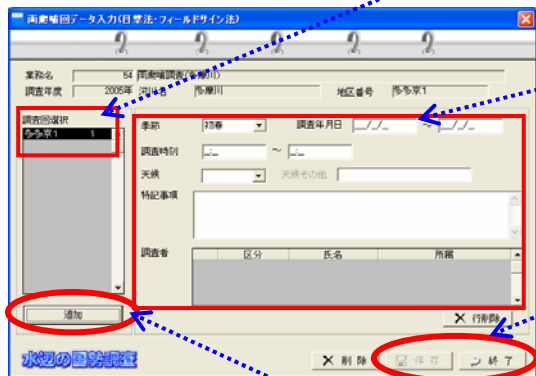 両爬哺回データ入力(目撃法・フィールドサイン法)
業務名 64 両爬哺調査(多摩川)
調査年度 2005年 河川名 多摩川 地区番号 多多京1
調査回選択
多多京1 1
季節 初春 調査年月日 __/_/_ ~ __/_/_
調査時刻 _:_ ~ _:_
天候 天候その他
特記事項
調査者 区分 氏名 所属
追加
行削除
水辺の国勢調査
削除 保存 終了